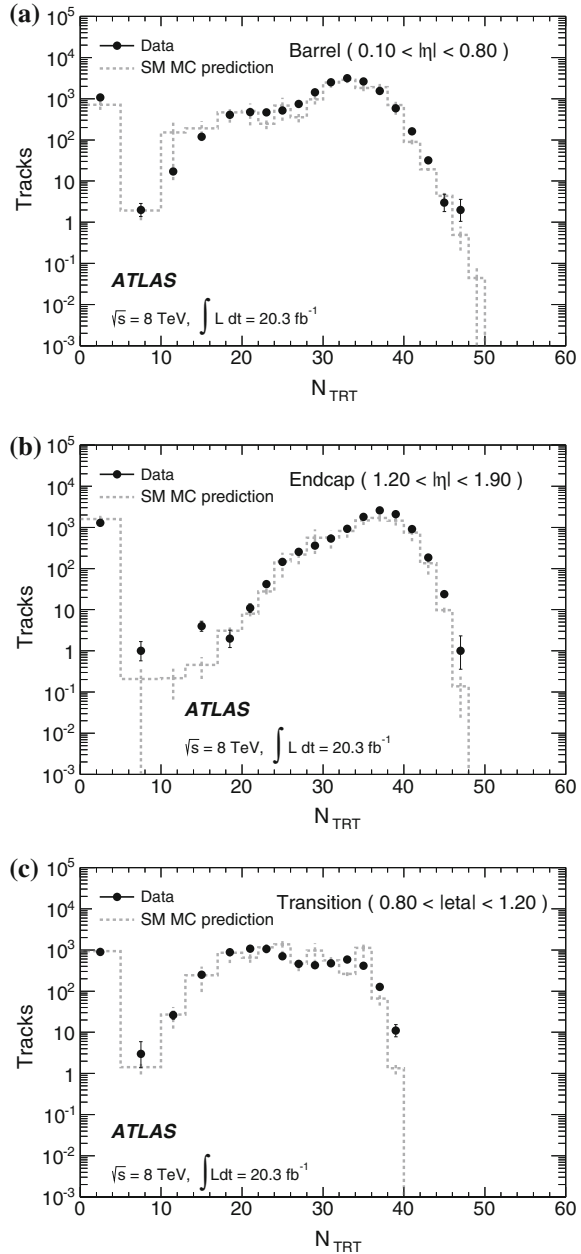 (a)
10^5
10^4
10^3
10^2
10
1
10^-1
10^-2
10^-3
Tracks
Data
SM MC prediction
Barrel ( 0.10 < |η| < 0.80 )
ATLAS
√s = 8 TeV, ∫ L dt = 20.3 fb^-1
0 10 20 30 40 50 60
N_TRT
(b)
10^5
10^4
10^3
10^2
10
1
10^-1
10^-2
10^-3
Tracks
Data
SM MC prediction
Endcap ( 1.20 < |η| < 1.90 )
ATLAS
√s = 8 TeV, ∫ L dt = 20.3 fb^-1
0 10 20 30 40 50 60
N_TRT
(c)
10^5
10^4
10^3
10^2
10
1
10^-1
10^-2
10^-3
Tracks
Data
SM MC prediction
Transition ( 0.80 < |eta| < 1.20 )
ATLAS
√s = 8 TeV, ∫Ldt = 20.3 fb^-1
0 10 20 30 40 50 60
N_TRT